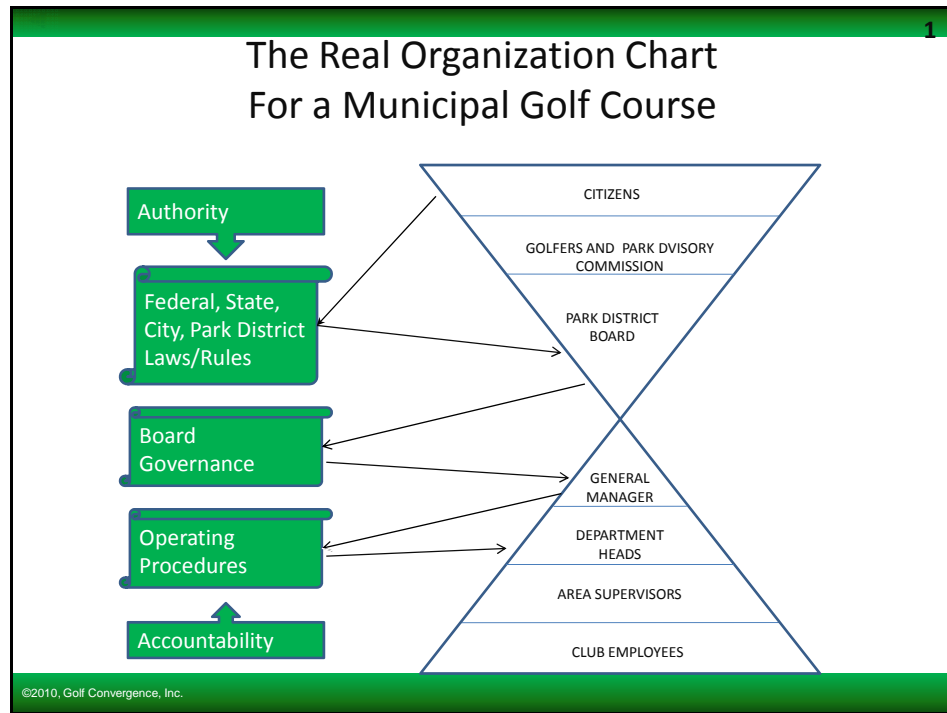 1
The Real Organization Chart
For a Municipal Golf Course
Authority
Federal, State,
City, Park District
Laws/Rules
Board
Governance
Operating
Procedures
Accountability
CITIZENS
GOLFERS AND PARK DVISORY
COMMISSION
PARK DISTRICT
BOARD
GENERAL
MANAGER
DEPARTMENT
HEADS
AREA SUPERVISORS
CLUB EMPLOYEES
©2010, Golf Convergence, Inc.